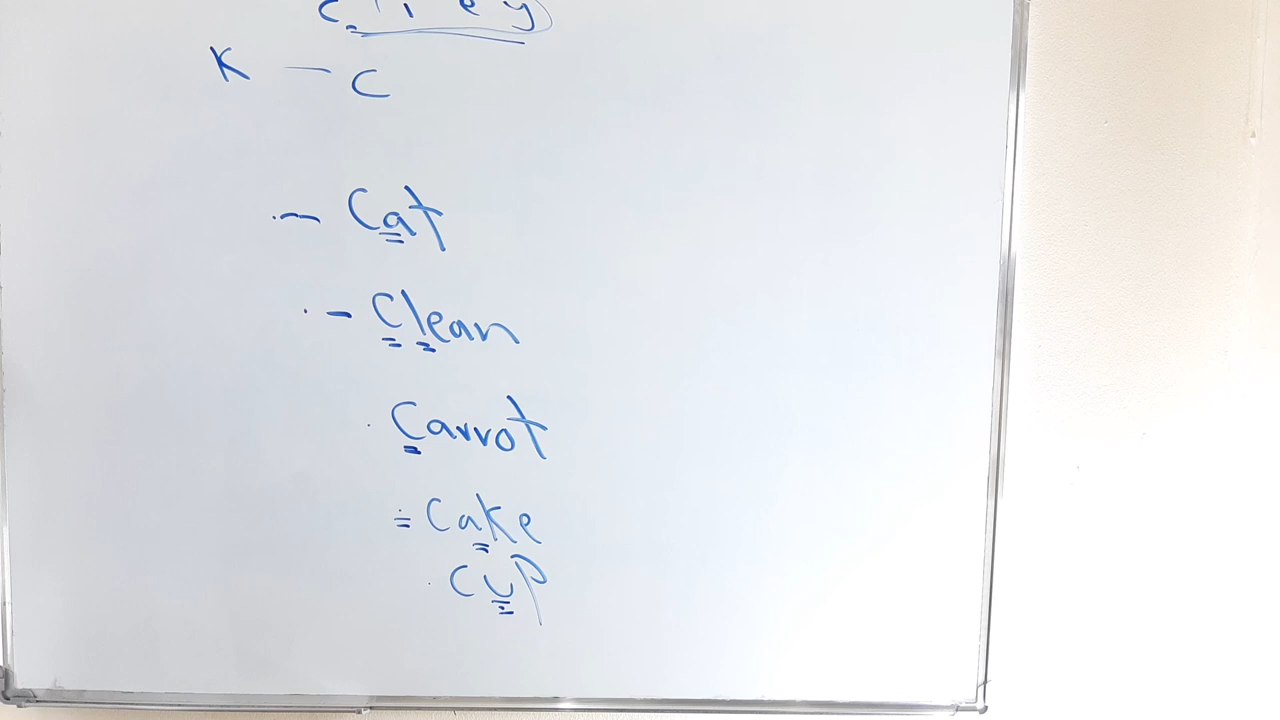 K - C
- Cat
- Clean
Carrot
= Cake
Cup